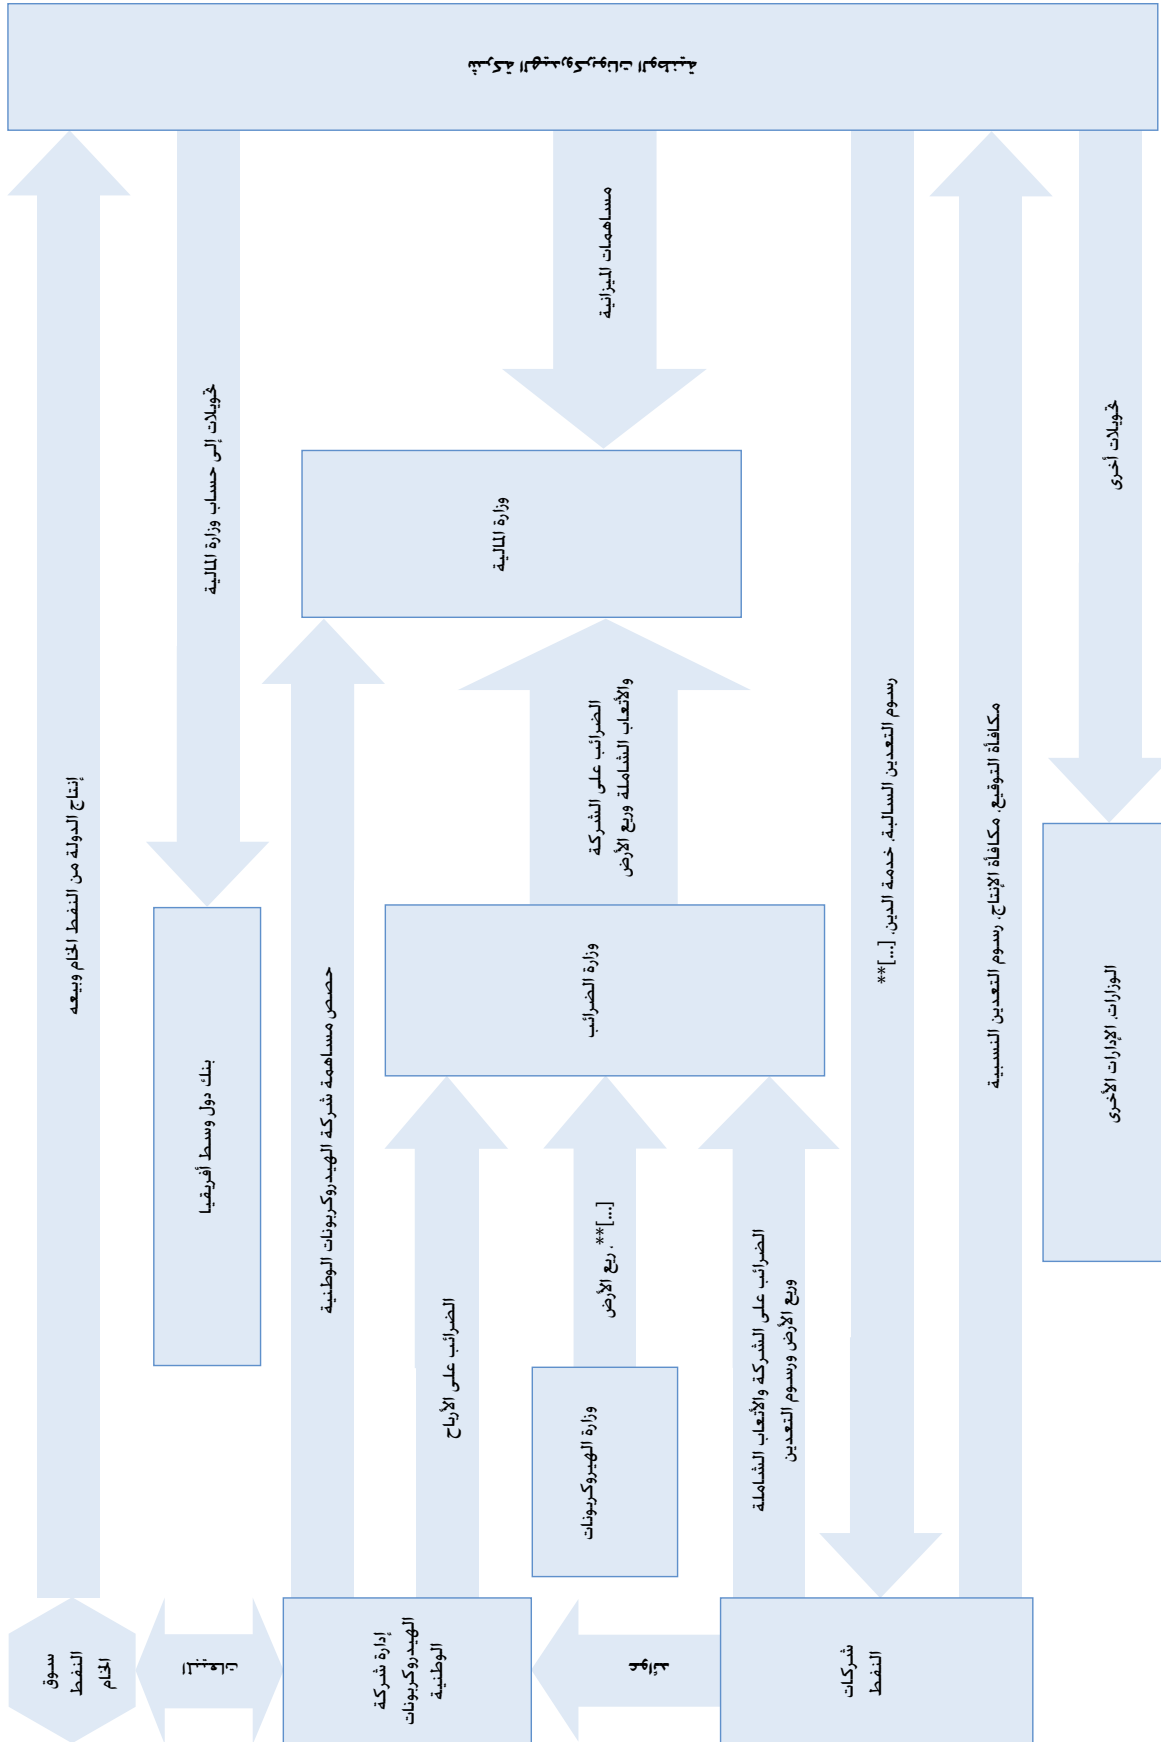 شركة الهيدروكربونات الوطنية
مساهمات الميزانية
تحويلات إلى حساب وزارة المالية
تحويلات أخرى
وزارة المالية
إنتاج الدولة من النفط الخام وبيعه
الضرائب على الشركة
والأتعاب الشاملة وريع الأرض
رسوم التعدين السالبة، خدمة الدين، [...]**
مكافأة التوقيع، مكافأة الإنتاج، رسوم التعدين النسبية
وزارة الضرائب
بنك دول وسط أفريقيا
حصص مساهمة شركة الهيدروكربونات الوطنية
الوزارات، الإدارات الأخرى
الضرائب على الأرباح
[...]**، ريع الأرض
الضرائب على الشركة والأتعاب الشاملة
وريع الأرض ورسوم التعدين
وزارة الهيروكربونات
سوق
النفط
الخام
إدارة شركة
الهيدروكربونات
الوطنية
شركات
النفط